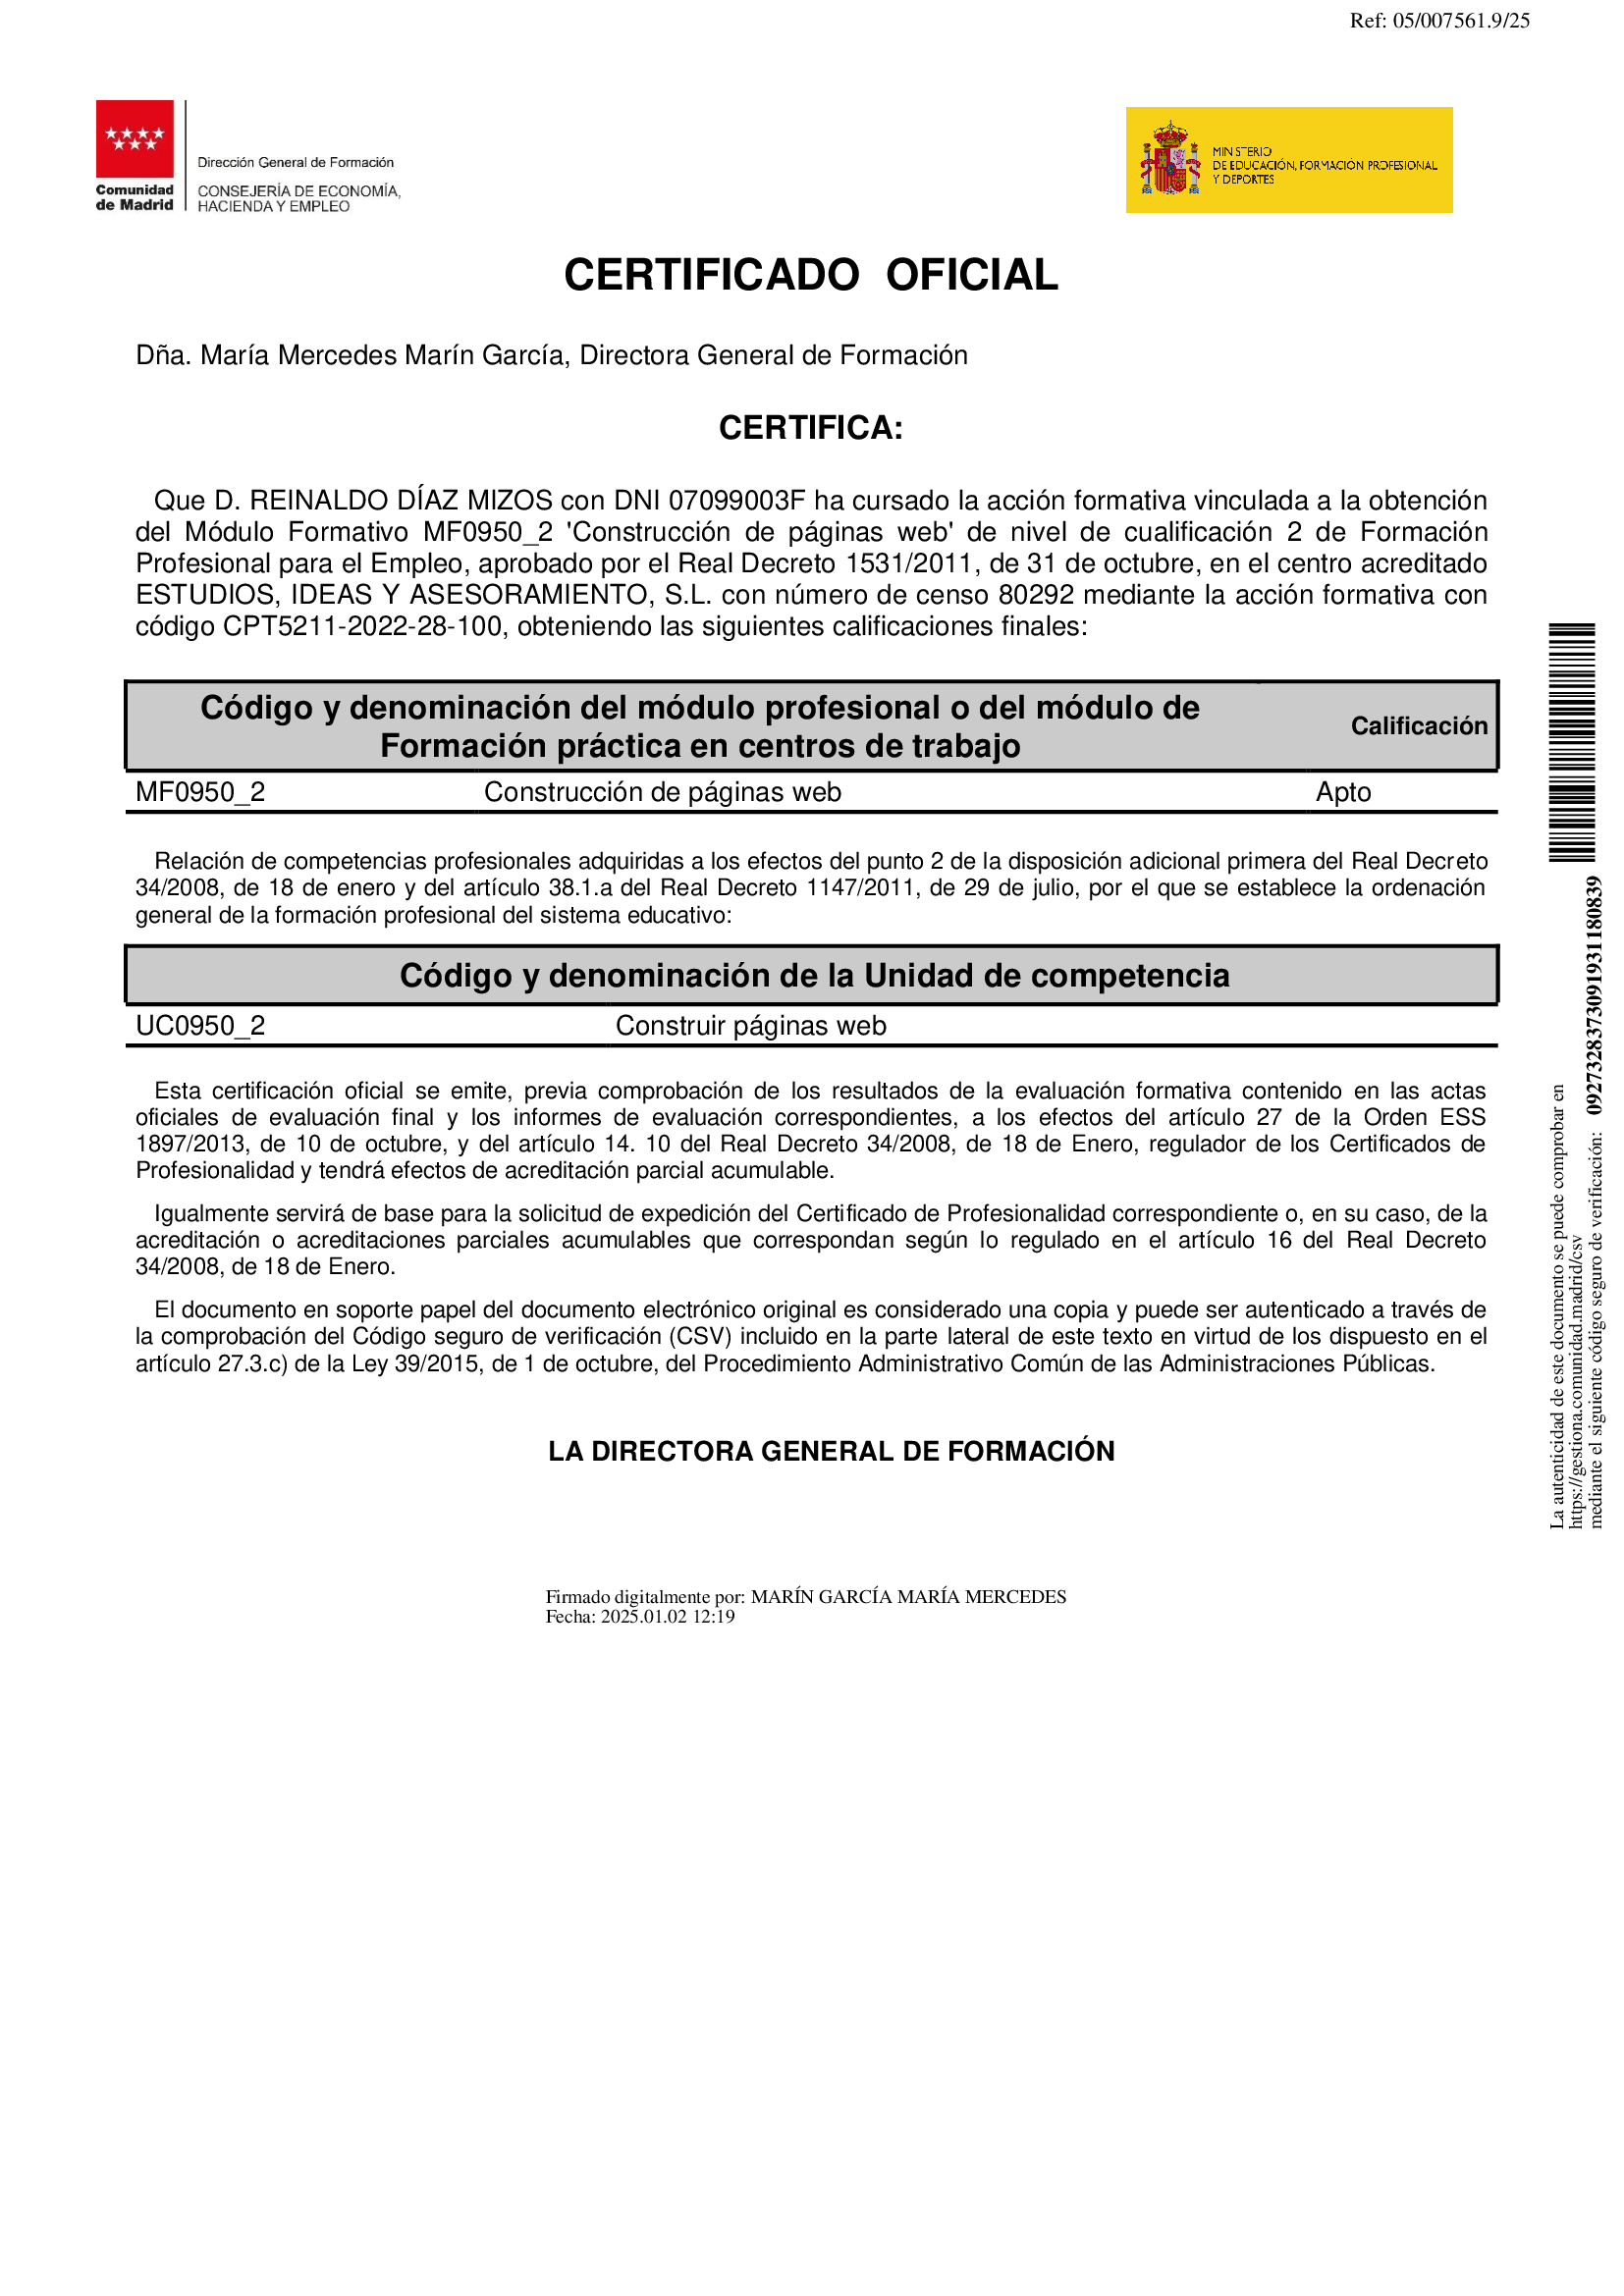 Ref: 05/007561.9/25
Comunidad
de Madrid
Dirección General de Formación
CONSEJERÍA DE ECONOMÍA,
HACIENDA Y EMPLEO
MINISTERIO
DE EDUCACIÓN, FORMACIÓN PROFESIONAL
Y DEPORTES
CERTIFICADO OFICIAL
Dña. María Mercedes Marín García, Directora General de Formación
CERTIFICA:
Que D. REINALDO DÍAZ MIZOS con DNI 07099003F ha cursado la acción formativa vinculada a la obtención
del Módulo Formativo MF0950_2 'Construcción de páginas web' de nivel de cualificación 2 de Formación
Profesional para el Empleo, aprobado por el Real Decreto 1531/2011, de 31 de octubre, en el centro acreditado
ESTUDIOS, IDEAS Y ASESORAMIENTO, S.L. con número de censo 80292 mediante la acción formativa con
código CPT5211-2022-28-100, obteniendo las siguientes calificaciones finales:
Código y denominación del módulo profesional o del módulo de
Formación práctica en centros de trabajo
Calificación
MF0950_2 Construcción de páginas web Apto
Relación de competencias profesionales adquiridas a los efectos del punto 2 de la disposición adicional primera del Real Decreto
34/2008, de 18 de enero y del artículo 38.1.a del Real Decreto 1147/2011, de 29 de julio, por el que se establece la ordenación
general de la formación profesional del sistema educativo:
Código y denominación de la Unidad de competencia
UC0950_2 Construir páginas web
Esta certificación oficial se emite, previa comprobación de los resultados de la evaluación formativa contenido en las actas
oficiales de evaluación final y los informes de evaluación correspondientes, a los efectos del artículo 27 de la Orden ESS
1897/2013, de 10 de octubre, y del artículo 14. 10 del Real Decreto 34/2008, de 18 de Enero, regulador de los Certificados de
Profesionalidad y tendrá efectos de acreditación parcial acumulable.
Igualmente servirá de base para la solicitud de expedición del Certificado de Profesionalidad correspondiente o, en su caso, de la
acreditación o acreditaciones parciales acumulables que correspondan según lo regulado en el artículo 16 del Real Decreto
34/2008, de 18 de Enero.
El documento en soporte papel del documento electrónico original es considerado una copia y puede ser autenticado a través de
la comprobación del Código seguro de verificación (CSV) incluido en la parte lateral de este texto en virtud de los dispuesto en el
artículo 27.3.c) de la Ley 39/2015, de 1 de octubre, del Procedimiento Administrativo Común de las Administraciones Públicas.
LA DIRECTORA GENERAL DE FORMACIÓN
Firmado digitalmente por: MARÍN GARCÍA MARÍA MERCEDES
Fecha: 2025.01.02 12:19
La autenticidad de este documento se puede comprobar en
https://gestiona.comunidad.madrid/csv
mediante el siguiente código seguro de verificación: 0927328373091931180839